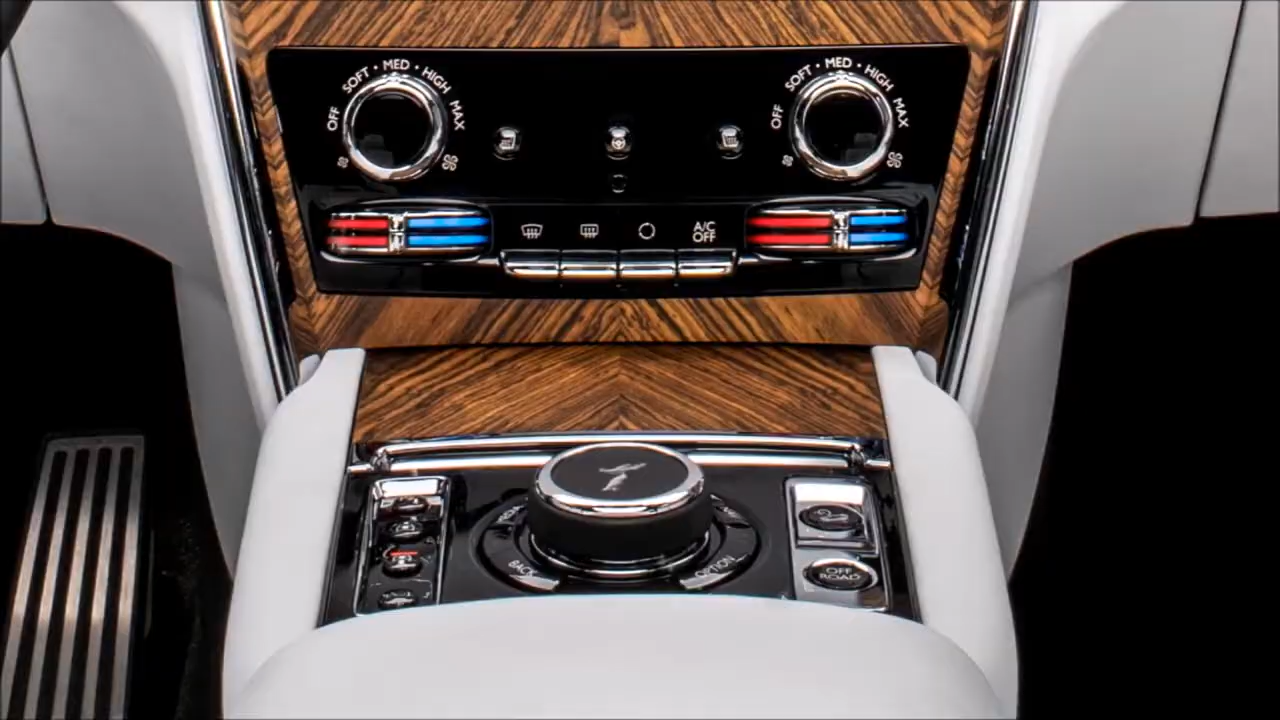 OFF SOFT • MED • HIGH MAX
OFF SOFT • MED • HIGH MAX
A/C
OFF
BACK
OPTION
OFF
ROAD